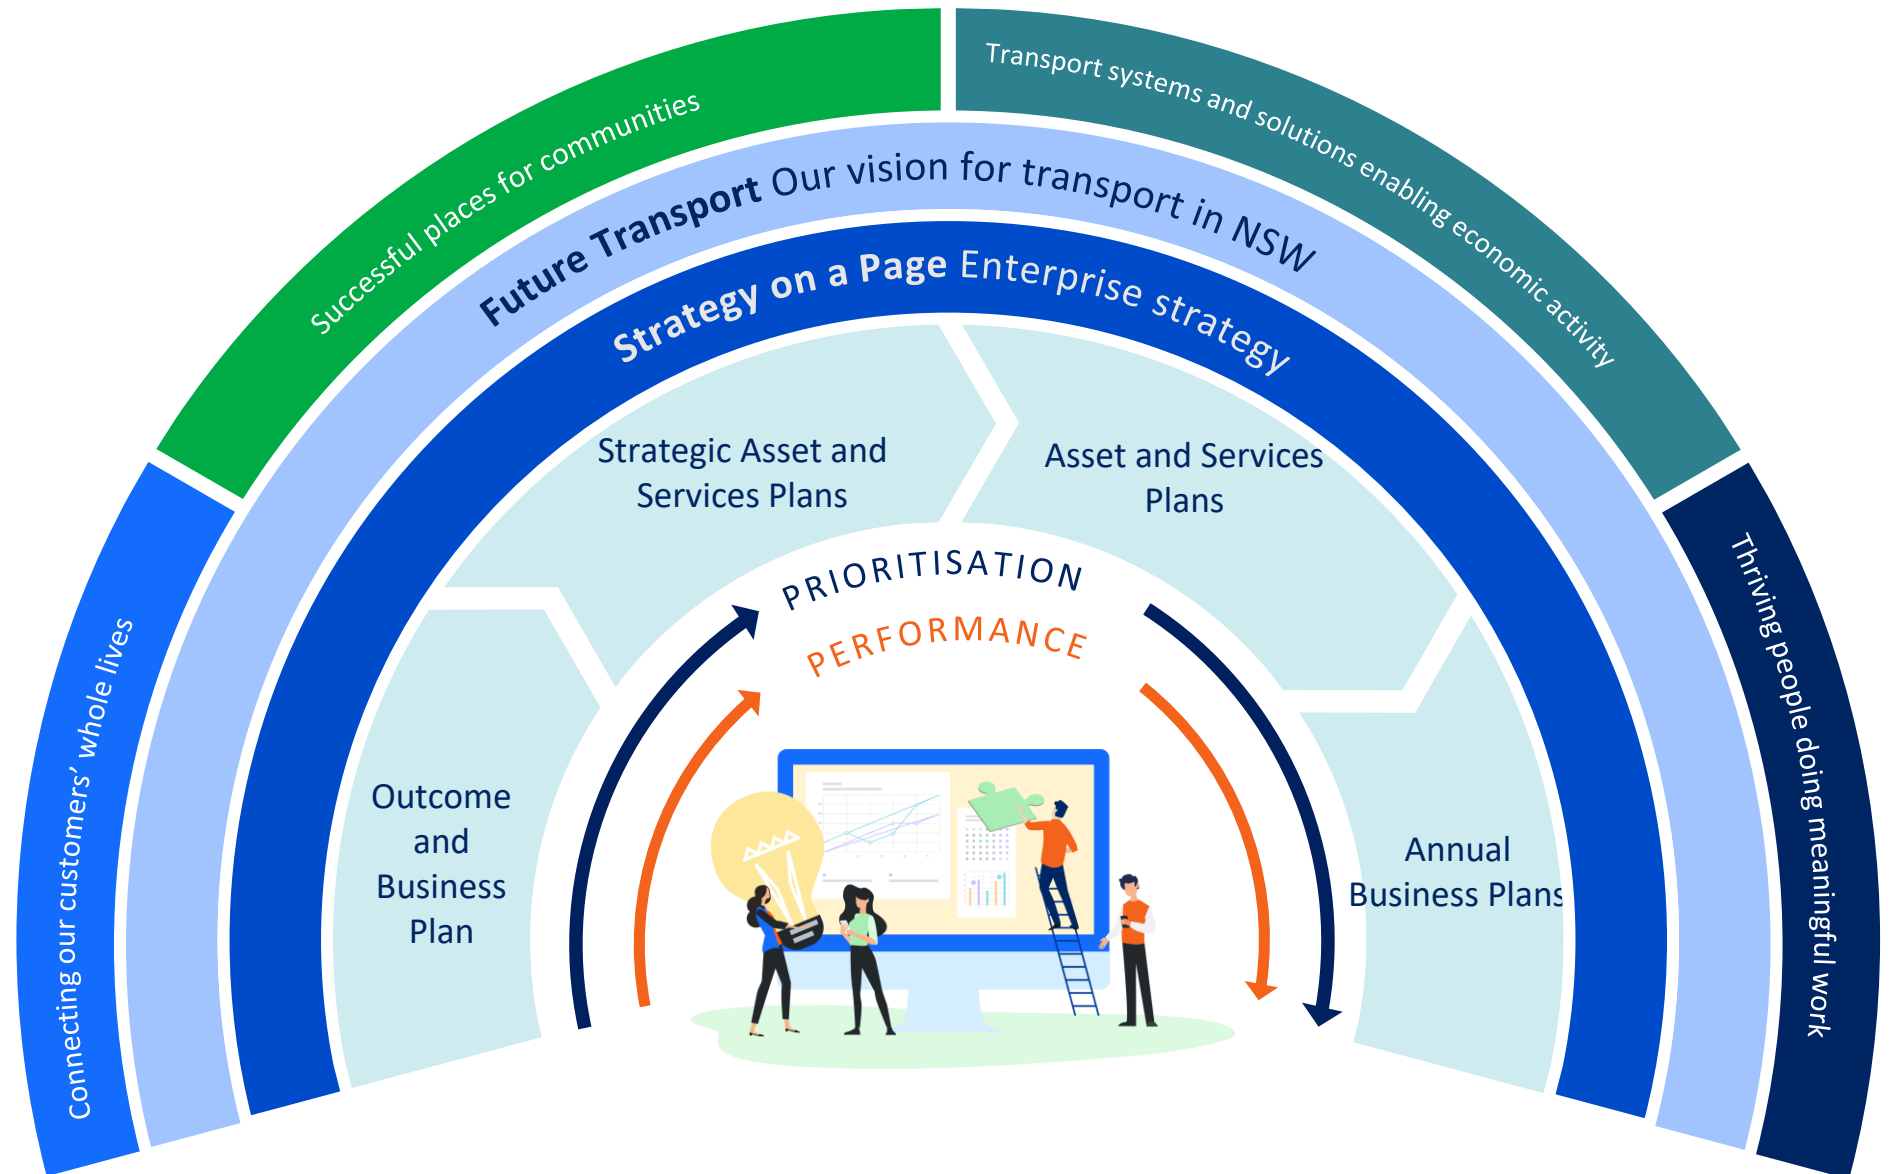 Connecting our customers’ whole lives
Successful places for communities
Transport systems and solutions enabling economic activity
Thriving people doing meaningful work
Future Transport Our vision for transport in NSW
Strategy on a Page Enterprise strategy
Outcome
and
Business
Plan
Strategic Asset and
Services Plans
Asset and Services
Plans
Annual
Business Plans
PRIORITISATION
PERFORMANCE